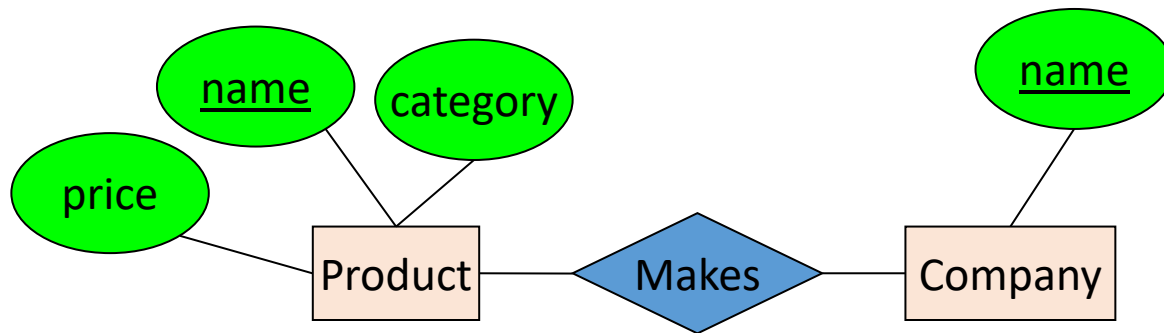 name
name
category
price
Product
Makes
Company